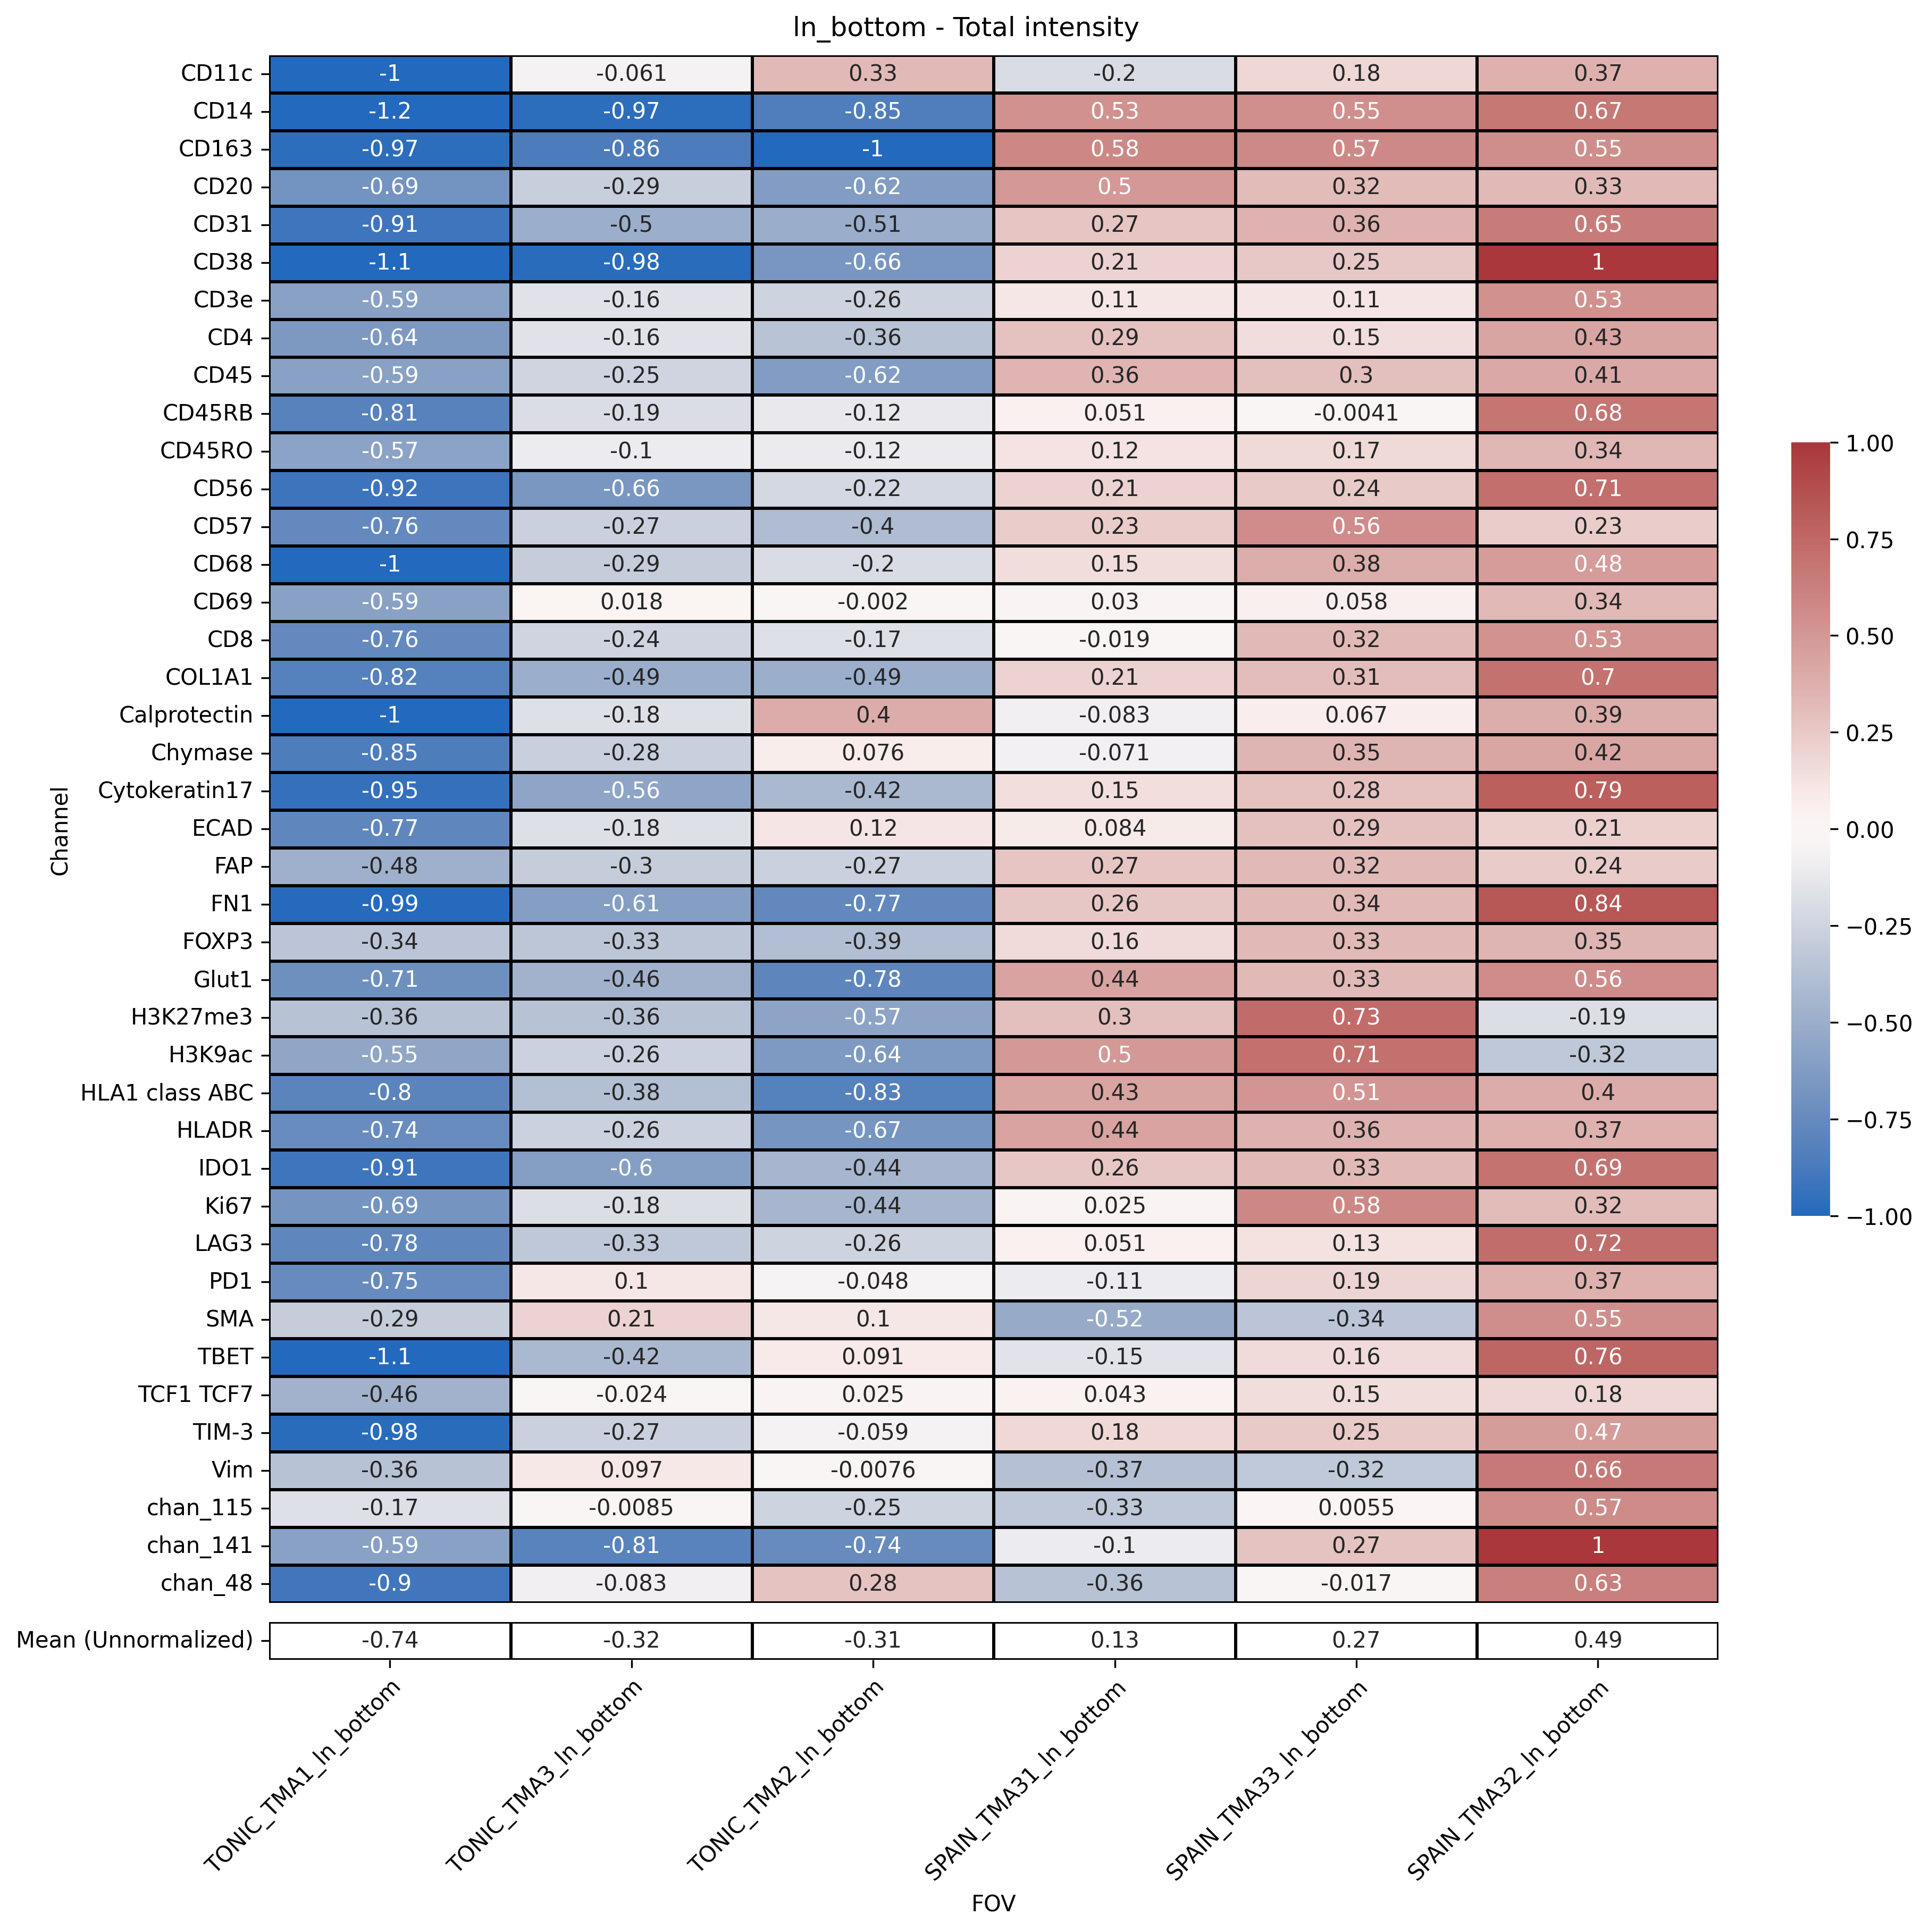 ln_bottom - Total intensity
CD11c -1 -0.061 0.33 -0.2 0.18 0.37
CD14 -1.2 -0.97 -0.85 0.53 0.55 0.67
CD163 -0.97 -0.86 -1 0.58 0.57 0.55
CD20 -0.69 -0.29 -0.62 0.5 0.32 0.33
CD31 -0.91 -0.5 -0.51 0.27 0.36 0.65
CD38 -1.1 -0.98 -0.66 0.21 0.25 1
CD3e -0.59 -0.16 -0.26 0.11 0.11 0.53
CD4 -0.64 -0.16 -0.36 0.29 0.15 0.43
CD45 -0.59 -0.25 -0.62 0.36 0.3 0.41
CD45RB -0.81 -0.19 -0.12 0.051 -0.0041 0.68
CD45RO -0.57 -0.1 -0.12 0.12 0.17 0.34
CD56 -0.92 -0.66 -0.22 0.21 0.24 0.71
CD57 -0.76 -0.27 -0.4 0.23 0.56 0.23
CD68 -1 -0.29 -0.2 0.15 0.38 0.48
CD69 -0.59 0.018 -0.002 0.03 0.058 0.34
CD8 -0.76 -0.24 -0.17 -0.019 0.32 0.53
COL1A1 -0.82 -0.49 -0.49 0.21 0.31 0.7
Calprotectin -1 -0.18 0.4 -0.083 0.067 0.39
Chymase -0.85 -0.28 0.076 -0.071 0.35 0.42
Cytokeratin17 -0.95 -0.56 -0.42 0.15 0.28 0.79
ECAD -0.77 -0.18 0.12 0.084 0.29 0.21
FAP -0.48 -0.3 -0.27 0.27 0.32 0.24
FN1 -0.99 -0.61 -0.77 0.26 0.34 0.84
FOXP3 -0.34 -0.33 -0.39 0.16 0.33 0.35
Glut1 -0.71 -0.46 -0.78 0.44 0.33 0.56
H3K27me3 -0.36 -0.36 -0.57 0.3 0.73 -0.19
H3K9ac -0.55 -0.26 -0.64 0.5 0.71 -0.32
HLA1 class ABC -0.8 -0.38 -0.83 0.43 0.51 0.4
HLADR -0.74 -0.26 -0.67 0.44 0.36 0.37
IDO1 -0.91 -0.6 -0.44 0.26 0.33 0.69
Ki67 -0.69 -0.18 -0.44 0.025 0.58 0.32
LAG3 -0.78 -0.33 -0.26 0.051 0.13 0.72
PD1 -0.75 0.1 -0.048 -0.11 0.19 0.37
SMA -0.29 0.21 0.1 -0.52 -0.34 0.55
TBET -1.1 -0.42 0.091 -0.15 0.16 0.76
TCF1 TCF7 -0.46 -0.024 0.025 0.043 0.15 0.18
TIM-3 -0.98 -0.27 -0.059 0.18 0.25 0.47
Vim -0.36 0.097 -0.0076 -0.37 -0.32 0.66
chan_115 -0.17 -0.0085 -0.25 -0.33 0.0055 0.57
chan_141 -0.59 -0.81 -0.74 -0.1 0.27 1
chan_48 -0.9 -0.083 0.28 -0.36 -0.017 0.63
Mean (Unnormalized) -0.74 -0.32 -0.31 0.13 0.27 0.49
TONIC_TMA1_ln_bottom
TONIC_TMA3_ln_bottom
TONIC_TMA2_ln_bottom
SPAIN_TMA31_ln_bottom
SPAIN_TMA33_ln_bottom
SPAIN_TMA32_ln_bottom
FOV
Channel
1.00
0.75
0.50
0.25
0.00
−0.25
−0.50
−0.75
−1.00